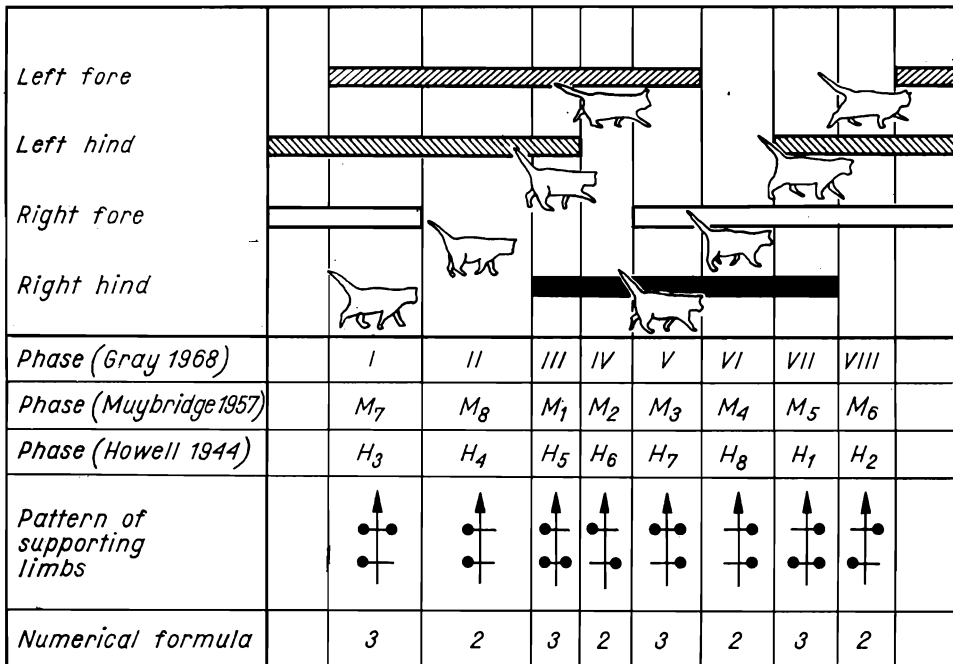 Left fore
Left hind
Right fore
Right hind
Phase (Gray 1968) I II III IV V VI VII VIII
Phase (Muybridge 1957) M₇ M₈ M₁ M₂ M₃ M₄ M₅ M₆
Phase (Howell 1944) H₃ H₄ H₅ H₆ H₇ H₈ H₁ H₂
Pattern of
supporting
limbs
Numerical formula 3 2 3 2 3 2 3 2